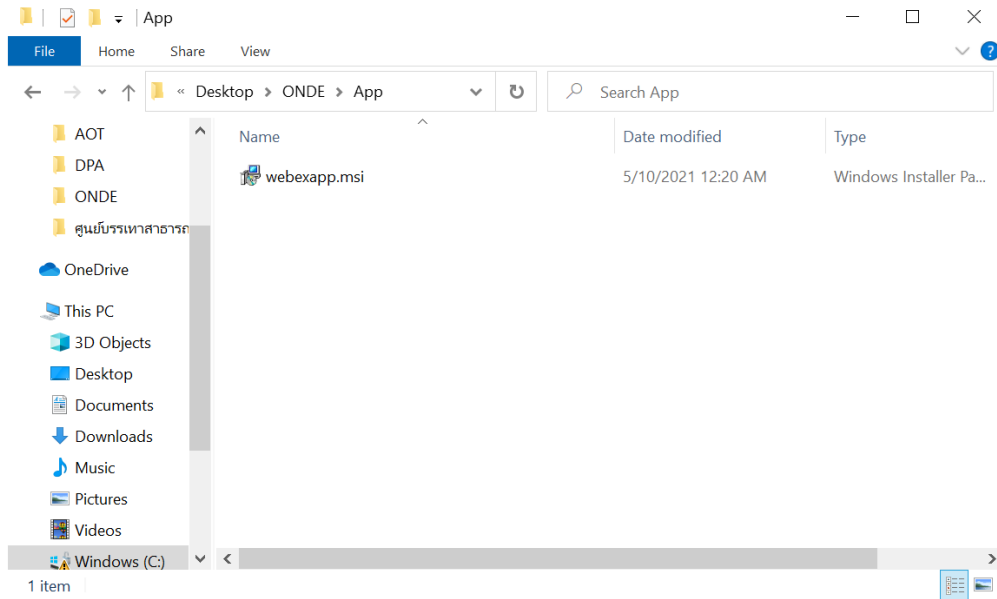 App
File Home Share View
?
« Desktop > ONDE > App
Search App
Name Date modified Type
webexapp.msi 5/10/2021 12:20 AM Windows Installer Pa...
AOT
DPA
ONDE
ศูนย์บรรเทาสาธารณ
OneDrive
This PC
3D Objects
Desktop
Documents
Downloads
Music
Pictures
Videos
Windows (C:)
1 item